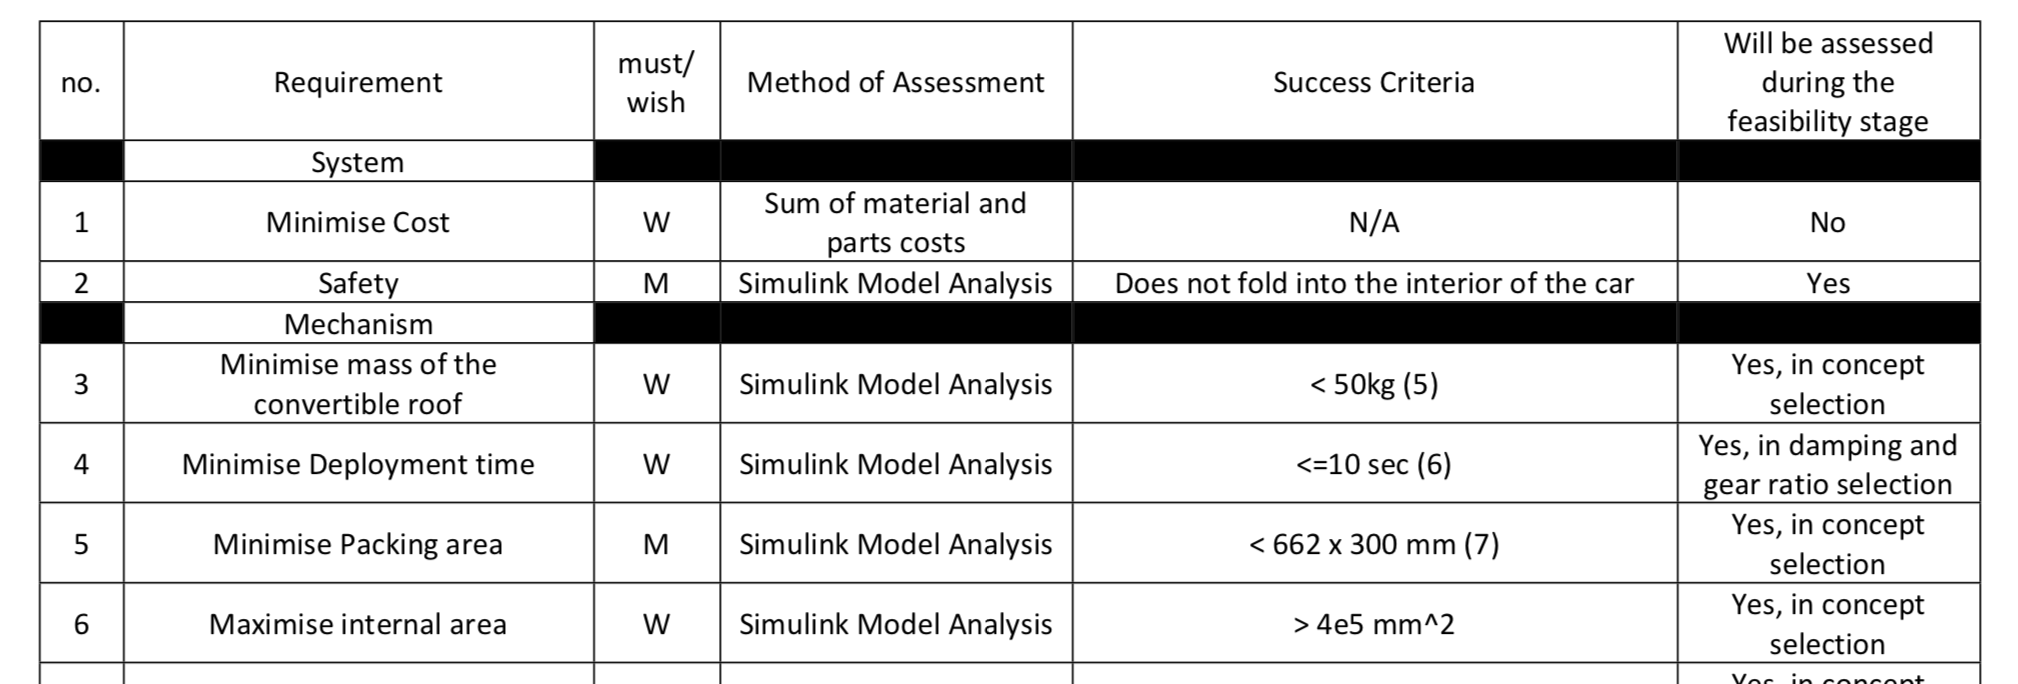 no. Requirement must/ wish Method of Assessment Success Criteria Will be assessed during the feasibility stage
System
1 Minimise Cost W Sum of material and parts costs N/A No
2 Safety M Simulink Model Analysis Does not fold into the interior of the car Yes
Mechanism
3 Minimise mass of the convertible roof W Simulink Model Analysis < 50kg (5) Yes, in concept selection
4 Minimise Deployment time W Simulink Model Analysis <=10 sec (6) Yes, in damping and gear ratio selection
5 Minimise Packing area M Simulink Model Analysis < 662 x 300 mm (7) Yes, in concept selection
6 Maximise internal area W Simulink Model Analysis > 4e5 mm^2 Yes, in concept selection
Yes, in concept